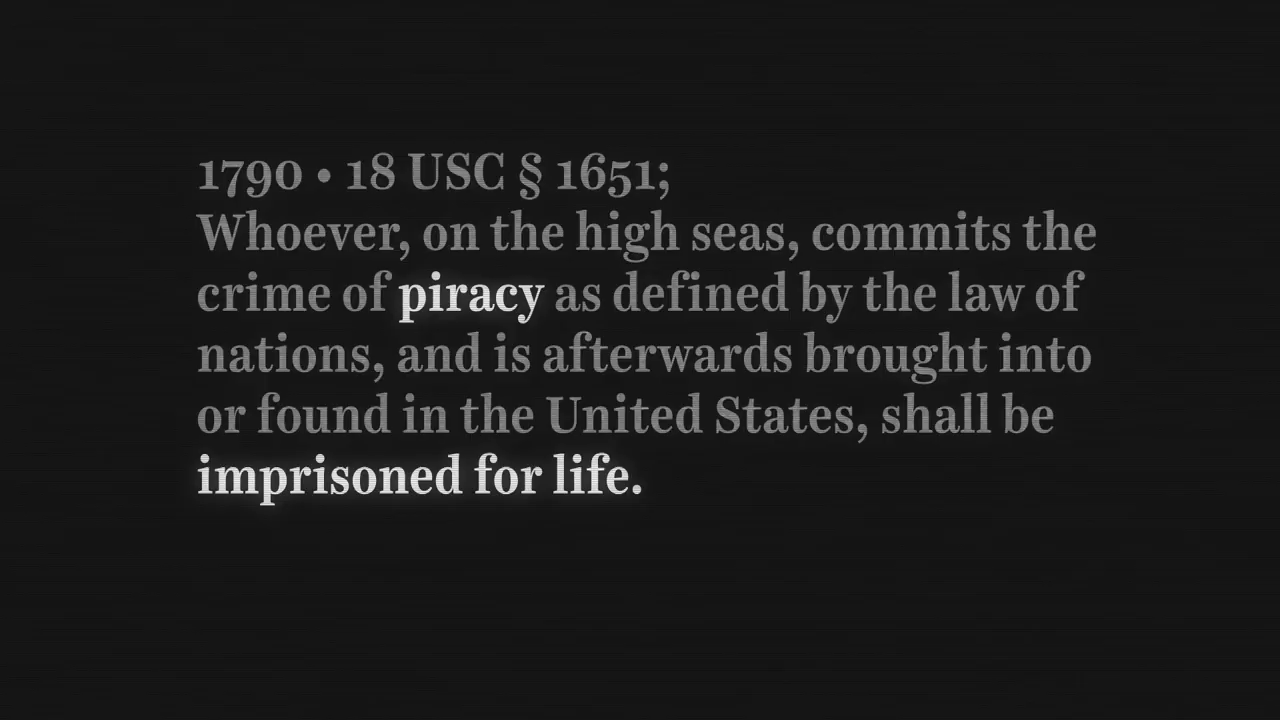 1790 • 18 USC § 1651;
Whoever, on the high seas, commits the
crime of piracy as defined by the law of
nations, and is afterwards brought into
or found in the United States, shall be
imprisoned for life.